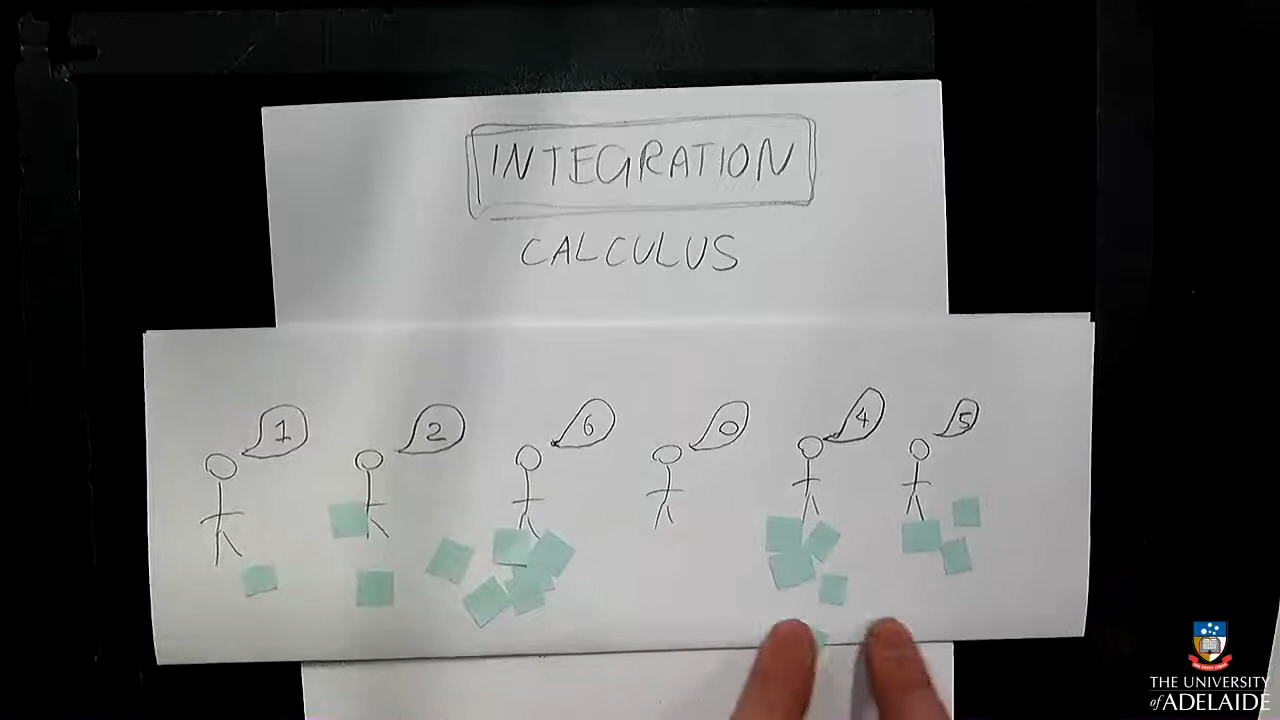 INTEGRATION
CALCULUS
1
2
6
0
4
5
THE UNIVERSITY
of ADELAIDE